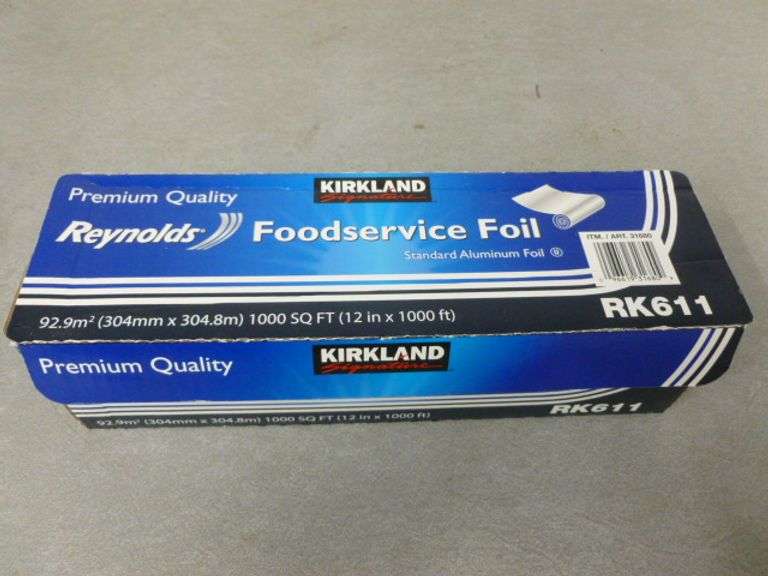 Premium Quality
KIRKLAND
Signature
Reynolds® Foodservice Foil
Standard Aluminum Foil
ITM. / ART. 31680
92.9m² (304mm x 304.8m) 1000 SQ FT (12 in x 1000 ft)
RK611
Premium Quality
KIRKLAND
Signature
92.9m² (304mm x 304.8m) 1000 SQ FT (12 in x 1000 ft)
RK611